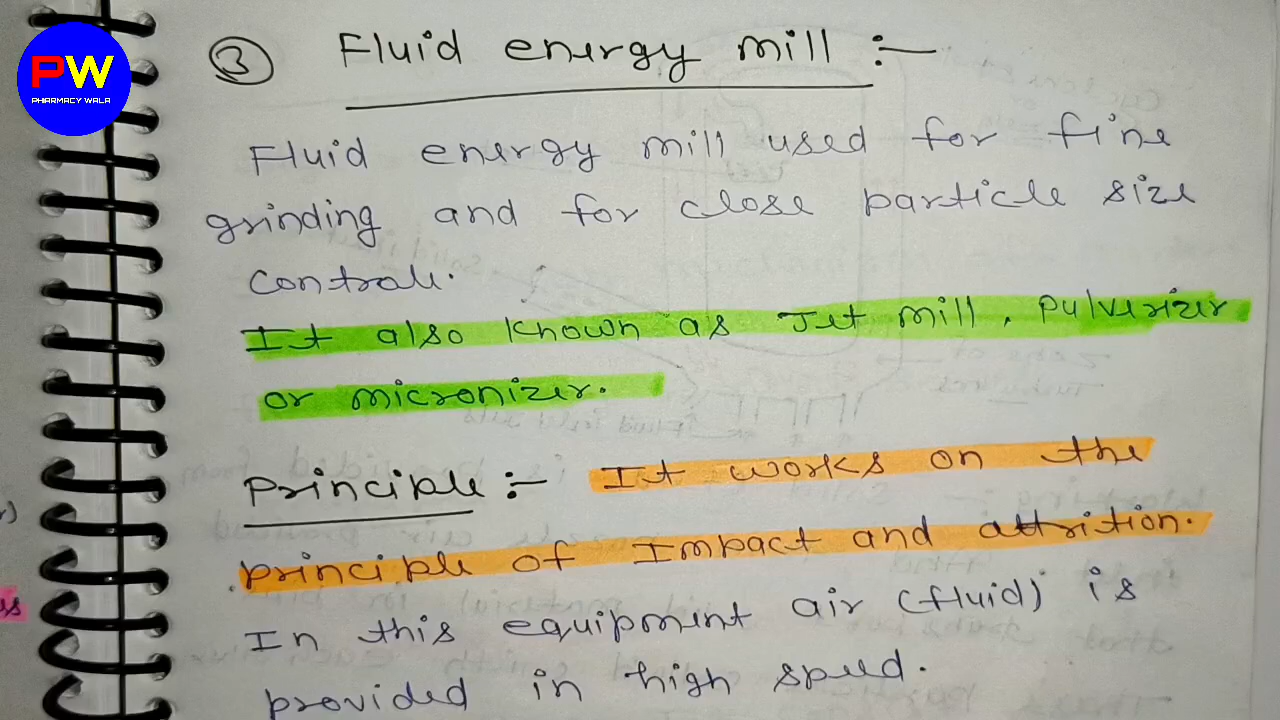 PW
PHARMACY WALA
③ Fluid energy mill :-
Fluid energy mill used for fine
grinding and for close particle size
control.
It also known as Jet mill, Pulverizer
or micronizer.
Principle :- It works on the
principle of Impact and attrition.
In this equipment air (fluid) is
provided in high speed.